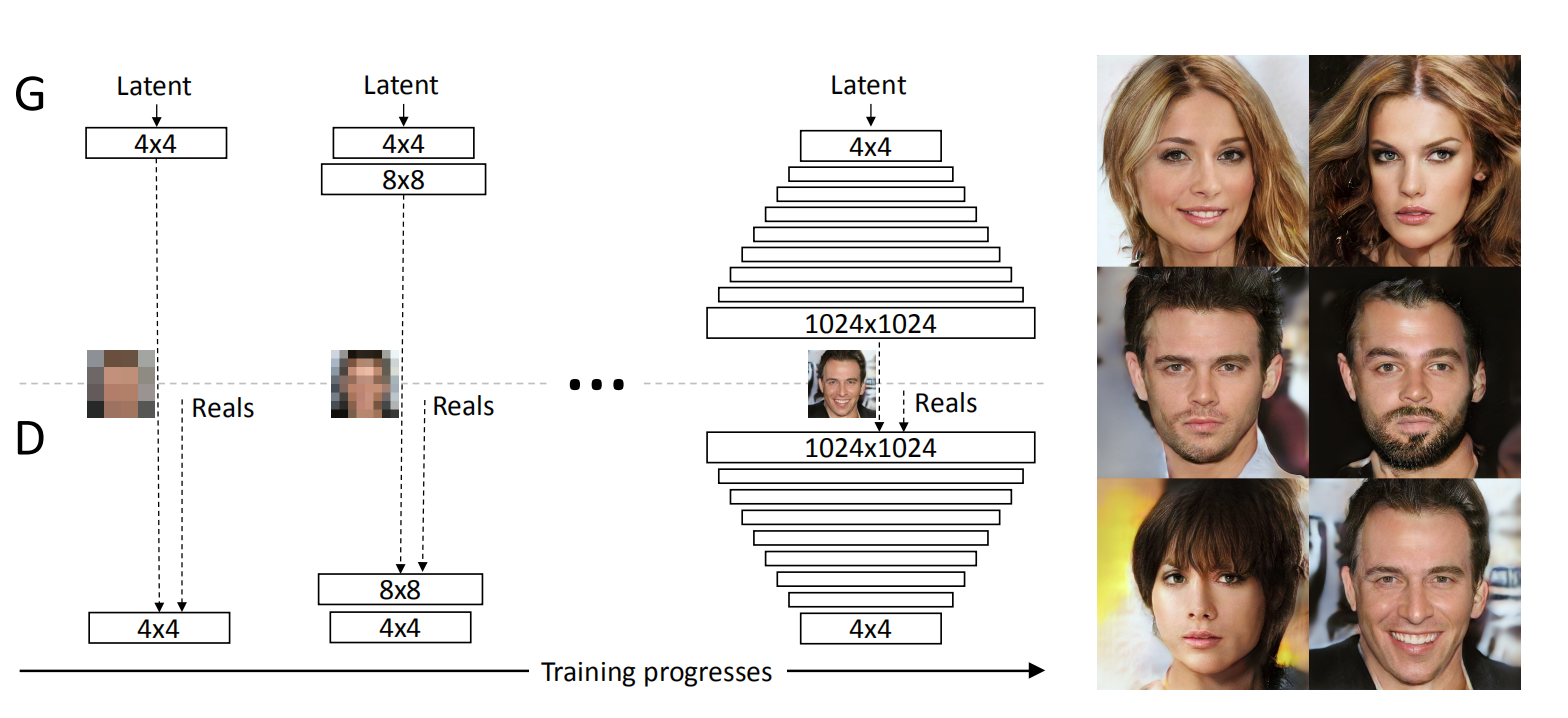 G
Latent
Latent
Latent
4x4
4x4
4x4
8x8
1024x1024
Reals
Reals
Reals
D
1024x1024
8x8
4x4
4x4
4x4
Training progresses